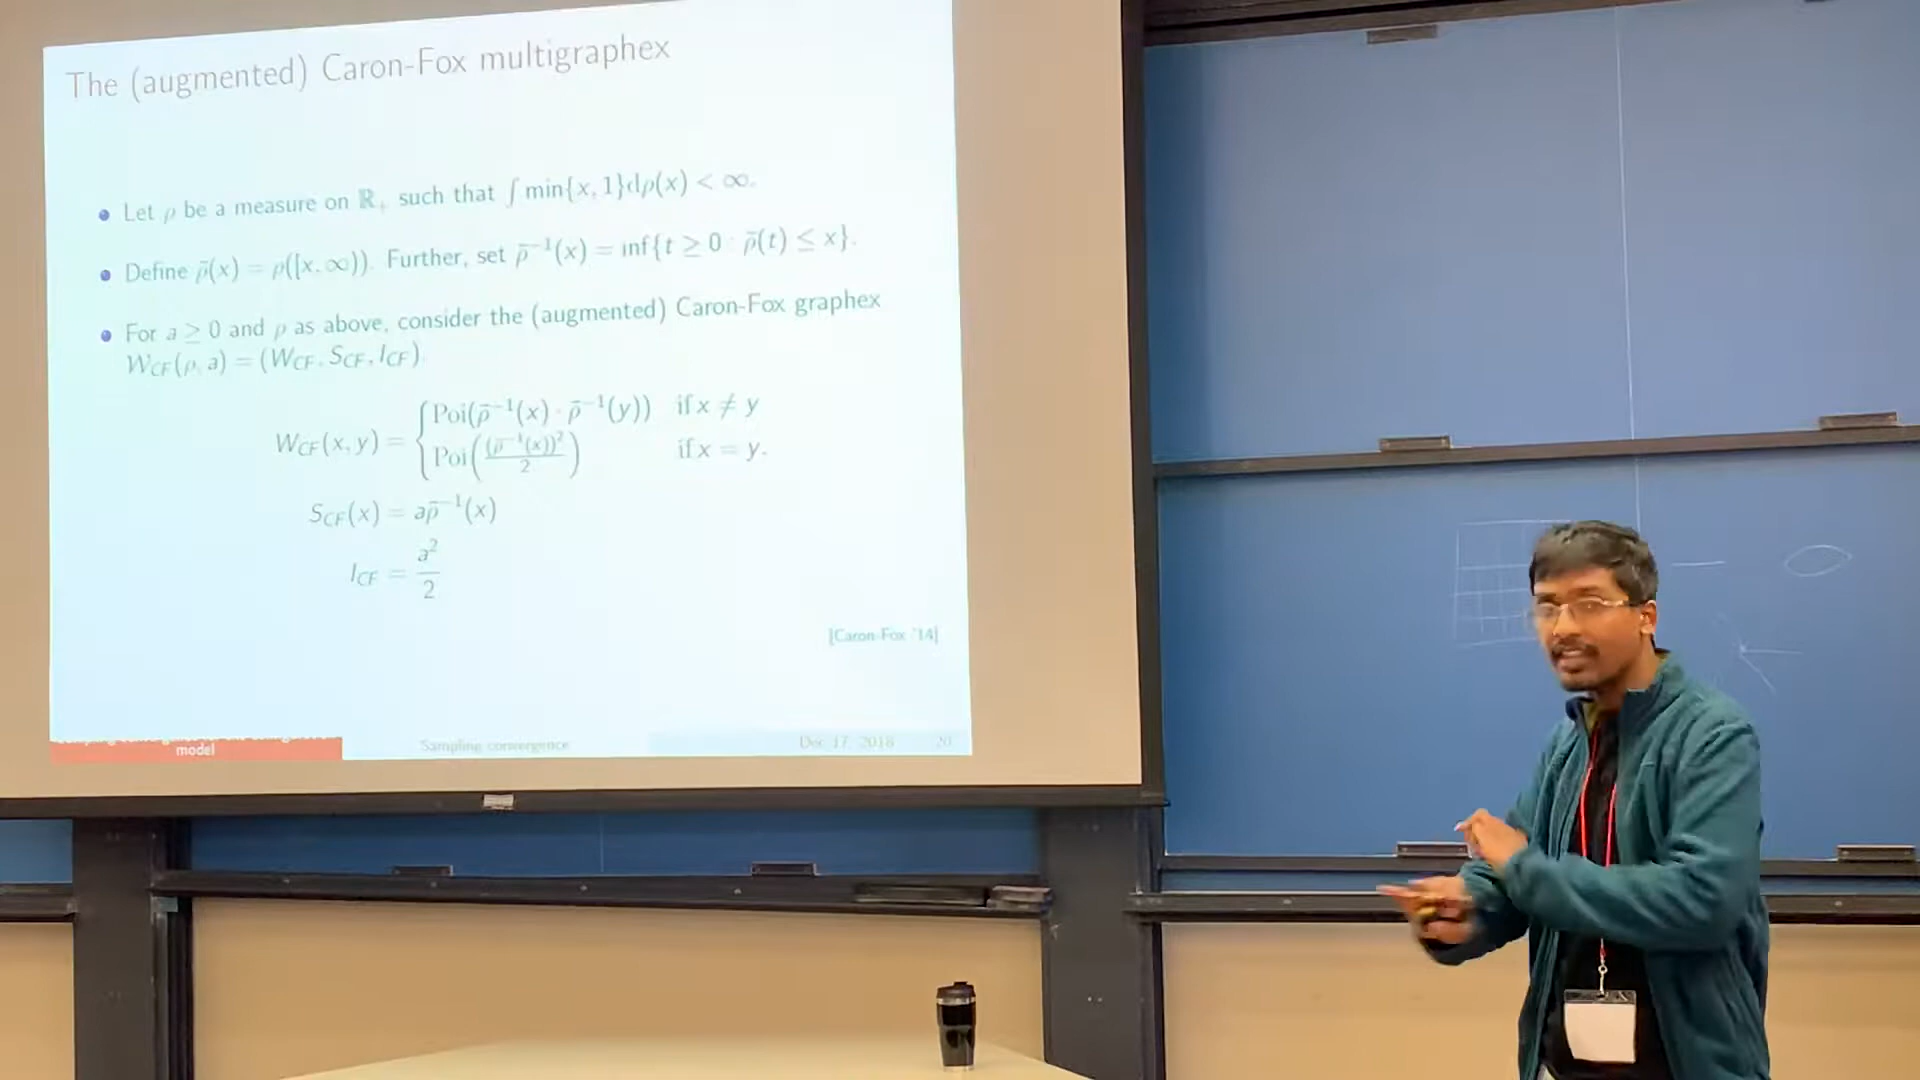 The (augmented) Caron-Fox multigraphex
Let ρ be a measure on ℝ₊ such that ∫ min{x, 1}dρ(x) < ∞.
Define ρ̄(x) = ρ([x, ∞)). Further, set ρ̄⁻¹(x) = inf{t ≥ 0 : ρ̄(t) ≤ x}.
For a ≥ 0 and ρ as above, consider the (augmented) Caron-Fox graphex
W_CF(ρ, a) = (W_CF, S_CF, I_CF)
W_CF(x, y) = { Poi(ρ̄⁻¹(x) · ρ̄⁻¹(y)) if x ≠ y
Poi((ρ̄⁻¹(x))²/2) if x = y.
S_CF(x) = aρ̄⁻¹(x)
I_CF = a²/2
[Caron-Fox '14]
model
Sampling convergence
Dec 17, 2018
20